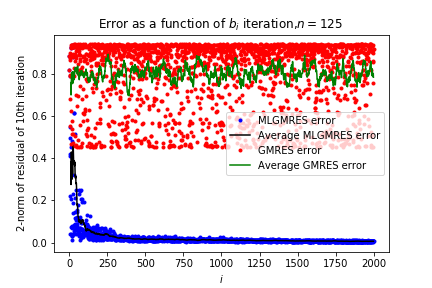 Error as a function of b_i iteration,n = 125
2-norm of residual of 10th iteration
0.8
0.6
0.4
0.2
0.0
MLGMRES error
Average MLGMRES error
GMRES error
Average GMRES error
0 250 500 750 1000 1250 1500 1750 2000
i